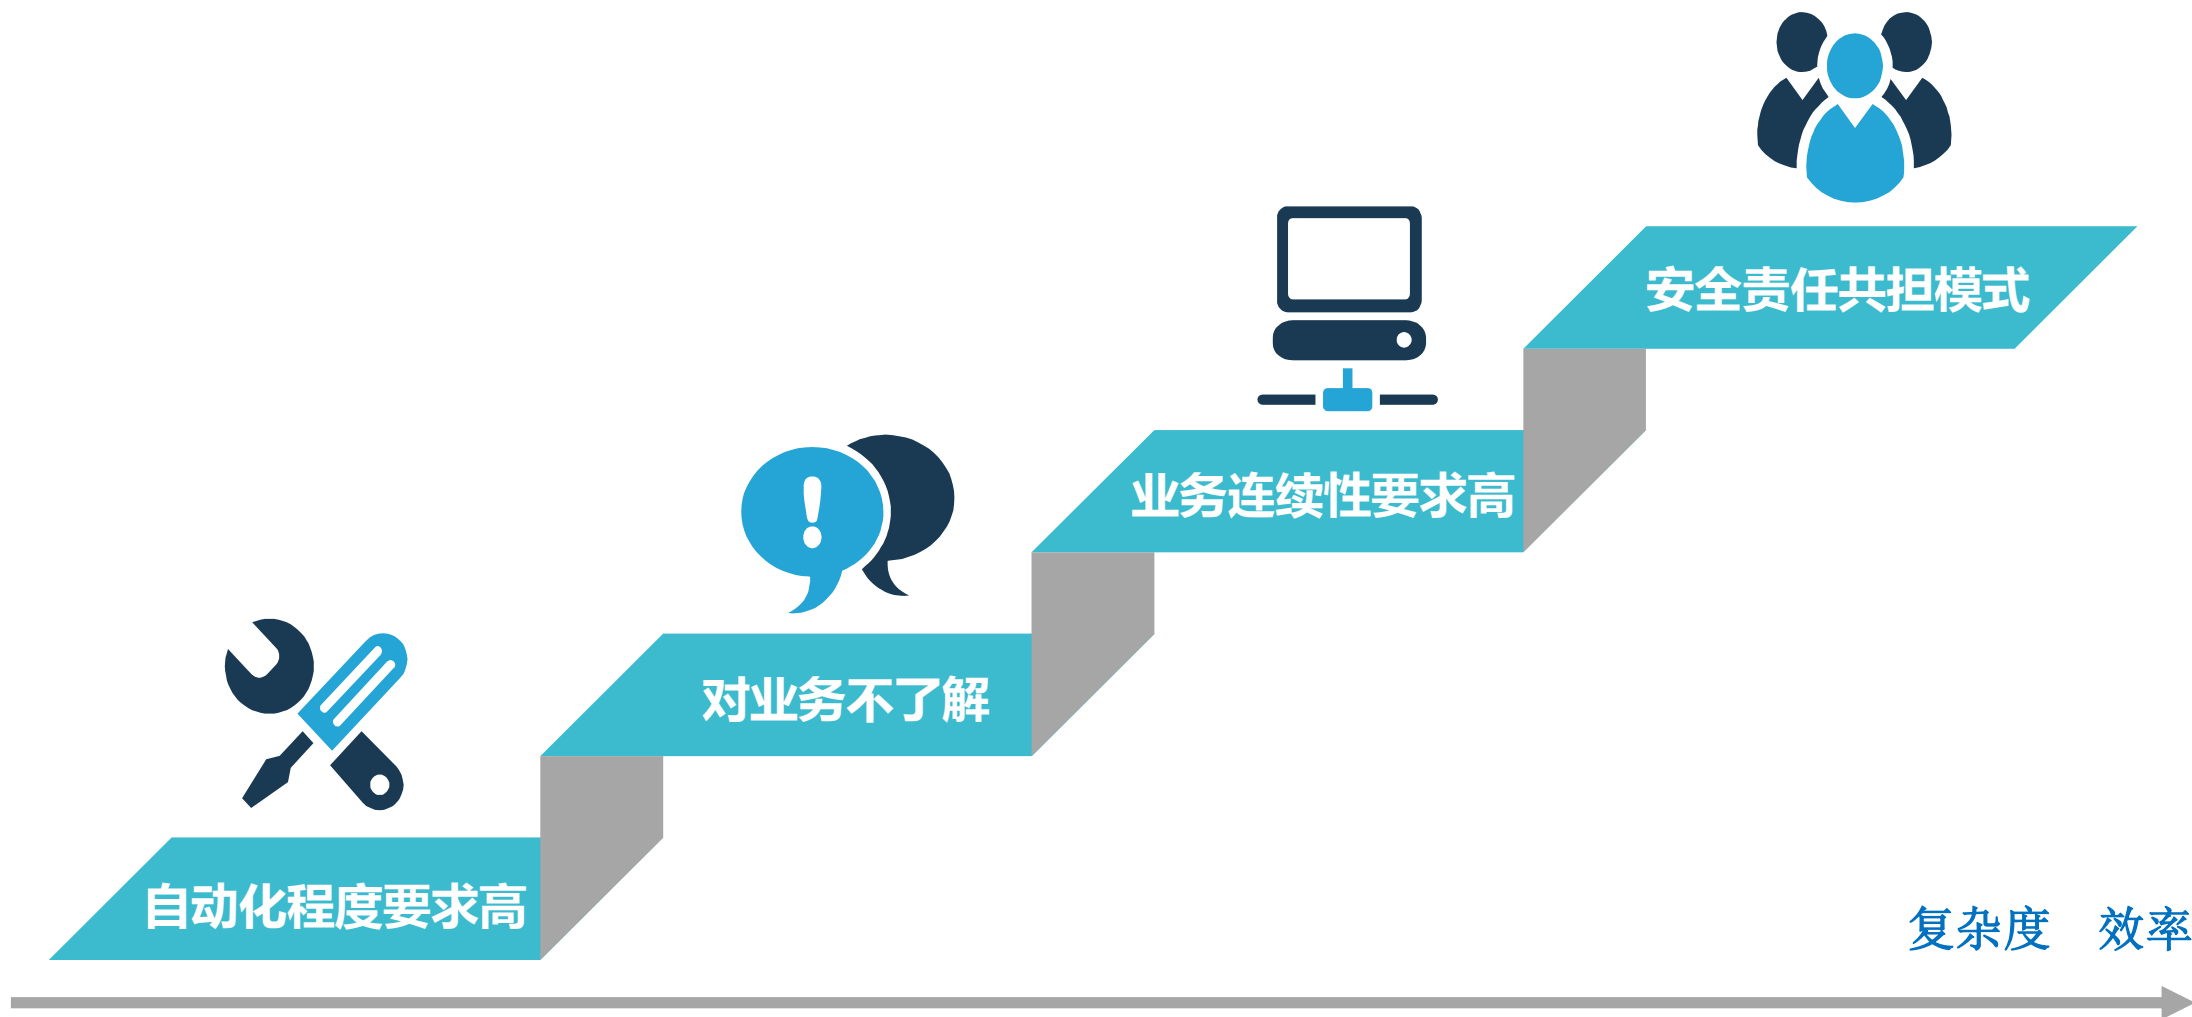 安全责任共担模式
业务连续性要求高
对业务不了解
自动化程度要求高
复杂度 效率